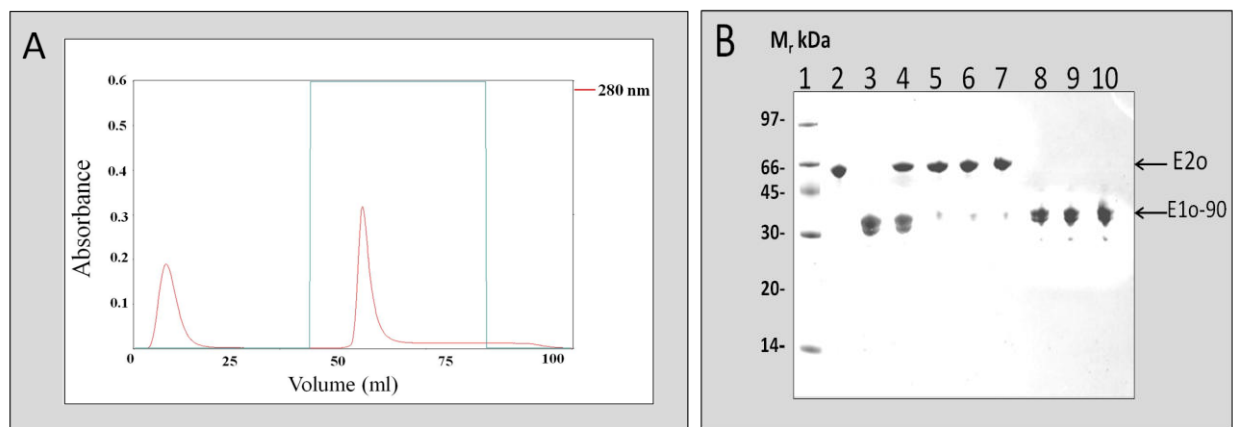 A
0.6
280 nm
0.5
0.4
0.3
0.2
0.1
Absorbance
0 25 50 75 100
Volume (ml)
B
Mr kDa
1 2 3 4 5 6 7 8 9 10
97-
66-
45-
30-
20-
14-
E2o
E1o-90